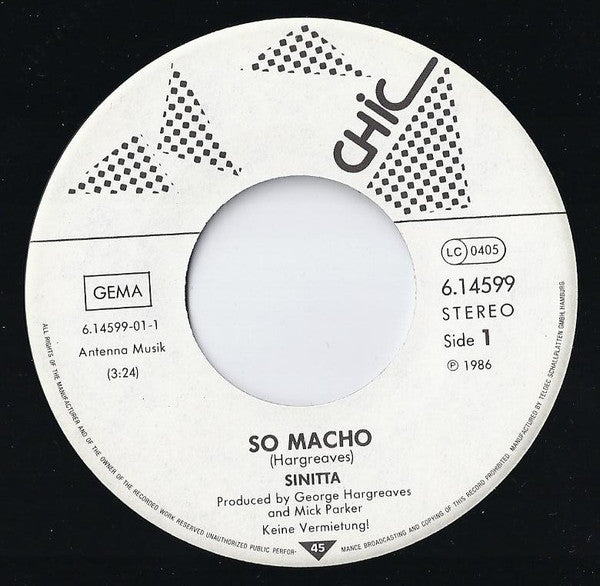 CHIC
GEMA
6.14599-01-1
Antenna Musik
(3:24)
LC 0405
6.14599
STEREO
Side 1
℗ 1986
SO MACHO
(Hargreaves)
SINITTA
Produced by George Hargreaves
and Mick Parker
Keine Vermietung!
45
ALL RIGHTS OF THE MANUFACTURER AND OF THE OWNER OF THE RECORDED WORK RESERVED UNAUTHORIZED PUBLIC PERFOR- MANCE BROADCASTING AND COPYING OF THIS RECORD PROHIBITED. MANUFACTURED BY TELDEC SCHALLPLATTEN GMBH, HAMBURG